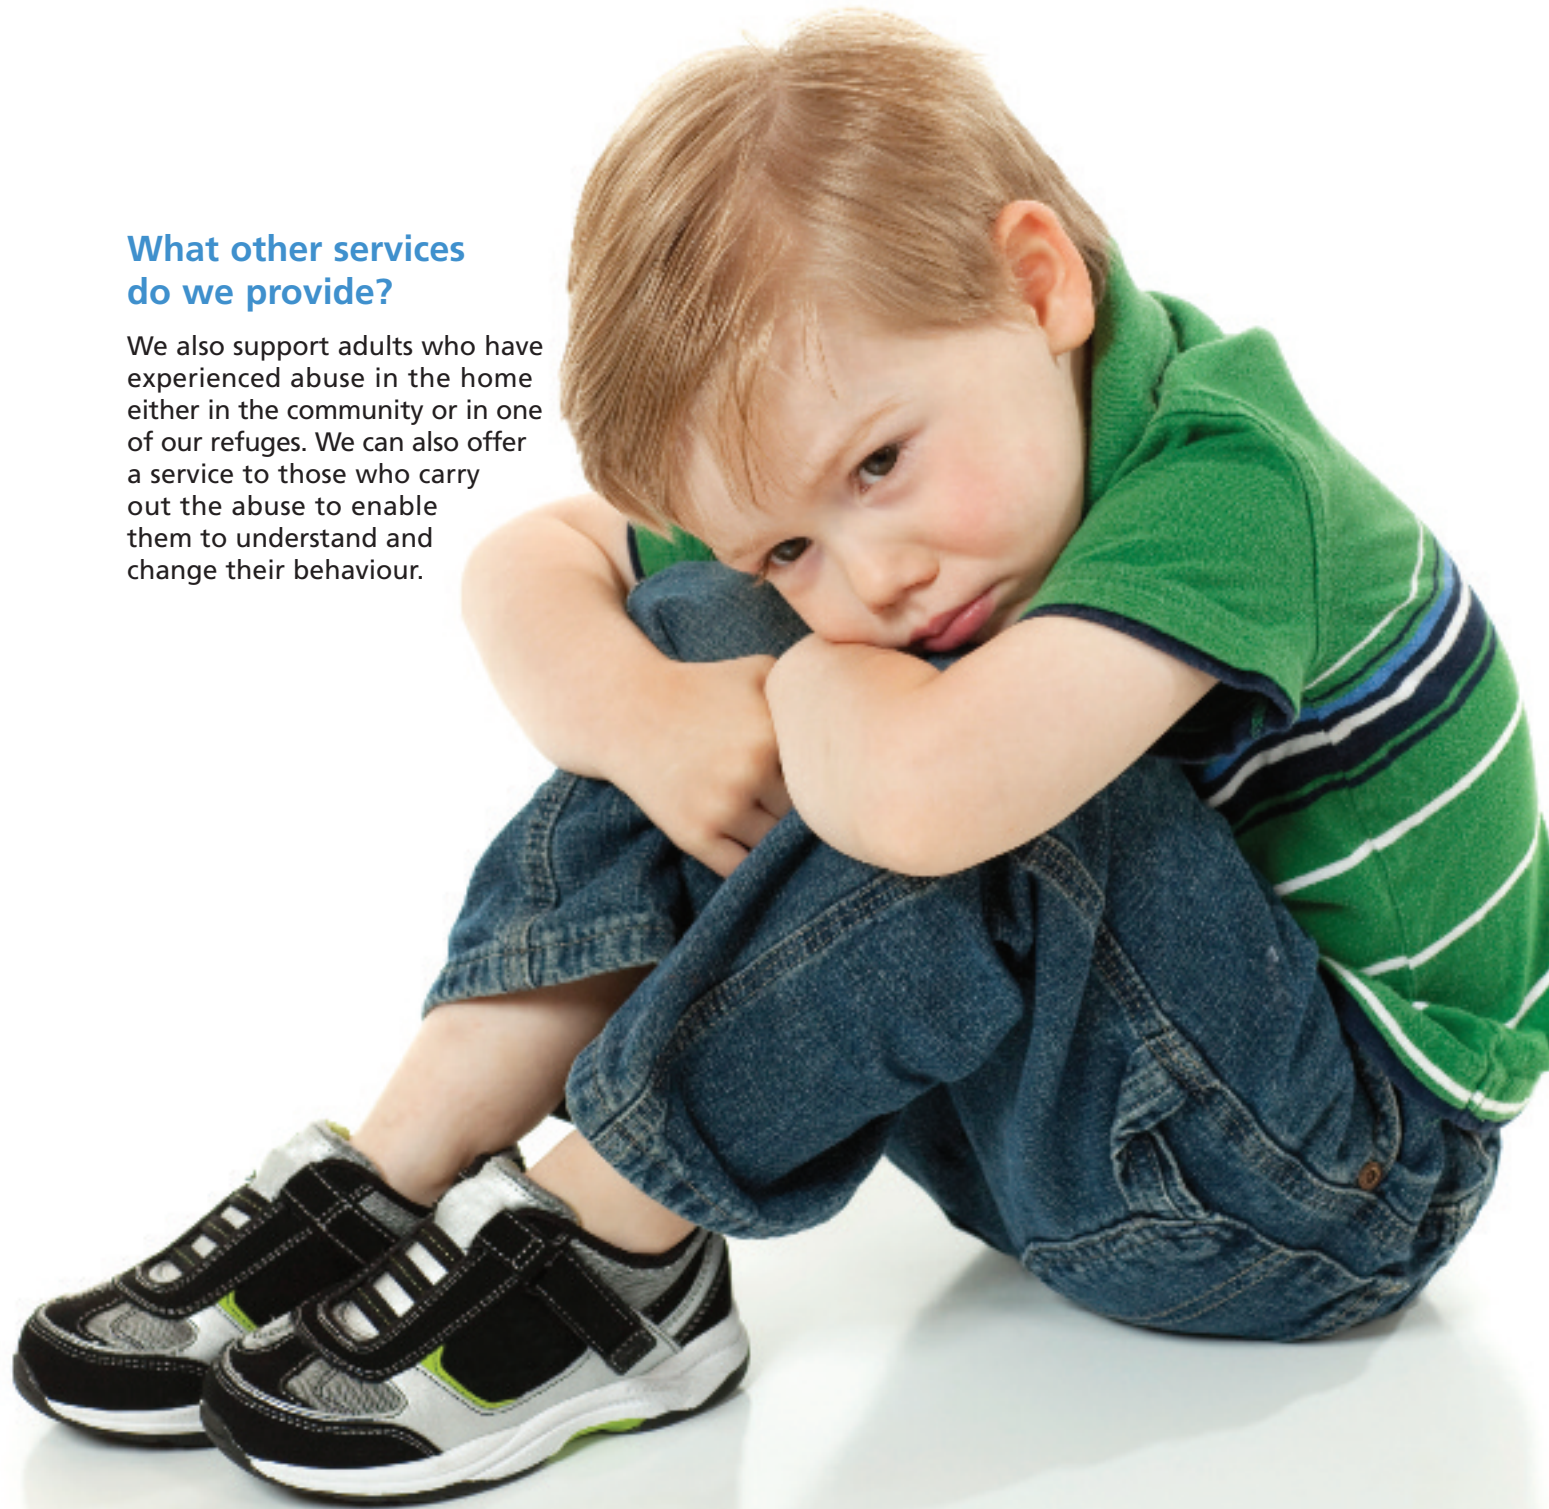 What other services
do we provide?
We also support adults who have
experienced abuse in the home
either in the community or in one
of our refuges. We can also offer
a service to those who carry
out the abuse to enable
them to understand and
change their behaviour.